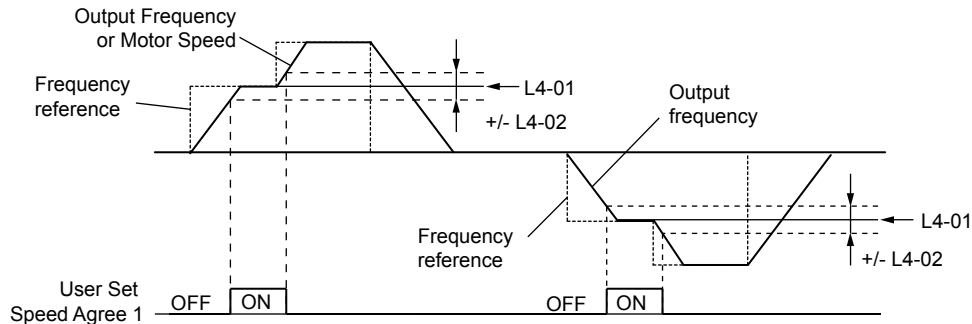 Output Frequency
or Motor Speed
Frequency
reference
L4-01
+/- L4-02
Output
frequency
Frequency
reference
L4-01
+/- L4-02
User Set
Speed Agree 1
OFF
ON
OFF
ON